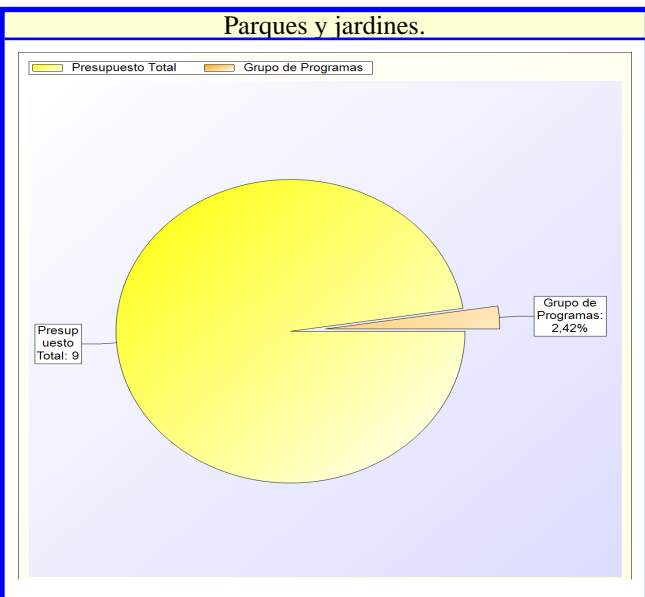 Parques y jardines.
Presupuesto Total Grupo de Programas
Grupo de
Programas:
2,42%
Presup
uesto
Total: 9